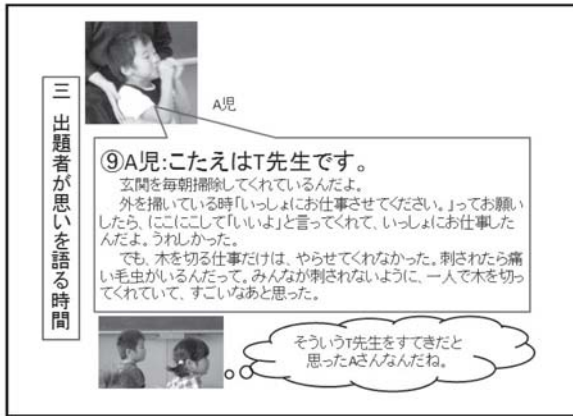 三　出題者が思いを語る時間
A児
⑨A児:こたえはT先生です。
玄関を毎朝掃除してくれているんだよ。
外を掃いている時「いっしょにお仕事させてください。」ってお願い
したら、にこにこして「いいよ」と言ってくれて、いっしょにお仕事した
んだよ。うれしかった。
でも、木を切る仕事だけは、やらせてくれなかった。刺されたら痛
い毛虫がいるんだって。みんなが刺されないように、一人で木を切っ
てくれていて、すごいなあと思った。
そういうT先生をすてきだと
思ったAさんなんだね。